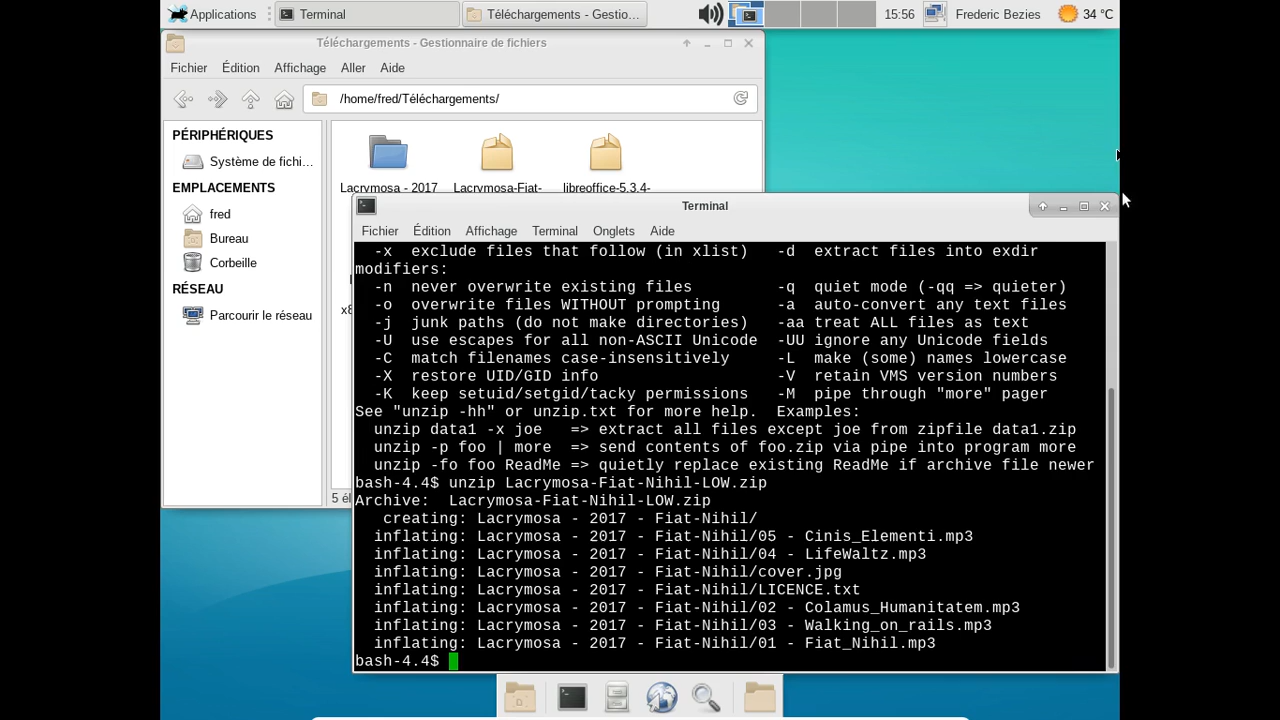 Applications
Terminal
Téléchargements - Gestio...
15:56
Frederic Bezies
34 °C
Téléchargements - Gestionnaire de fichiers
Fichier Édition Affichage Aller Aide
/home/fred/Téléchargements/
PÉRIPHÉRIQUES
Système de fichi...
EMPLACEMENTS
fred
Bureau
Corbeille
RÉSEAU
Parcourir le réseau
Lacrymosa - 2017
Lacrymosa-Fiat-
libreoffice-5.3.4-
x8
5 él
Terminal
Fichier Édition Affichage Terminal Onglets Aide
-x exclude files that follow (in xlist) -d extract files into exdir
modifiers:
-n never overwrite existing files -q quiet mode (-qq => quieter)
-o overwrite files WITHOUT prompting -a auto-convert any text files
-j junk paths (do not make directories) -aa treat ALL files as text
-U use escapes for all non-ASCII Unicode -UU ignore any Unicode fields
-C match filenames case-insensitively -L make (some) names lowercase
-X restore UID/GID info -V retain VMS version numbers
-K keep setuid/setgid/tacky permissions -M pipe through "more" pager
See "unzip -hh" or unzip.txt for more help. Examples:
unzip data1 -x joe => extract all files except joe from zipfile data1.zip
unzip -p foo | more => send contents of foo.zip via pipe into program more
unzip -fo foo ReadMe => quietly replace existing ReadMe if archive file newer
bash-4.4$ unzip Lacrymosa-Fiat-Nihil-LOW.zip
Archive: Lacrymosa-Fiat-Nihil-LOW.zip
creating: Lacrymosa - 2017 - Fiat-Nihil/
inflating: Lacrymosa - 2017 - Fiat-Nihil/05 - Cinis_Elementi.mp3
inflating: Lacrymosa - 2017 - Fiat-Nihil/04 - LifeWaltz.mp3
inflating: Lacrymosa - 2017 - Fiat-Nihil/cover.jpg
inflating: Lacrymosa - 2017 - Fiat-Nihil/LICENCE.txt
inflating: Lacrymosa - 2017 - Fiat-Nihil/02 - Colamus_Humanitatem.mp3
inflating: Lacrymosa - 2017 - Fiat-Nihil/03 - Walking_on_rails.mp3
inflating: Lacrymosa - 2017 - Fiat-Nihil/01 - Fiat_Nihil.mp3
bash-4.4$